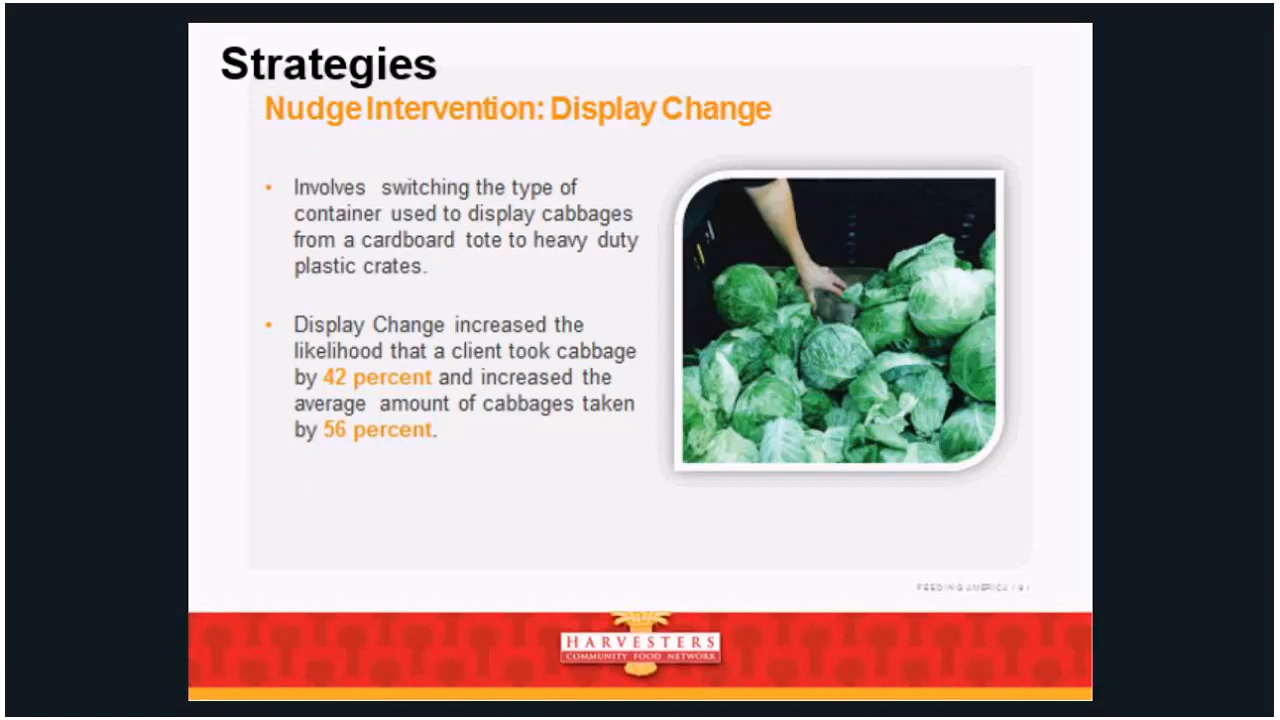 Strategies
Nudge Intervention: Display Change
• Involves switching the type of
container used to display cabbages
from a cardboard tote to heavy duty
plastic crates.
• Display Change increased the
likelihood that a client took cabbage
by 42 percent and increased the
average amount of cabbages taken
by 56 percent.
FEEDING AMERICA /
HARVESTERS
COMMUNITY FOOD NETWORK